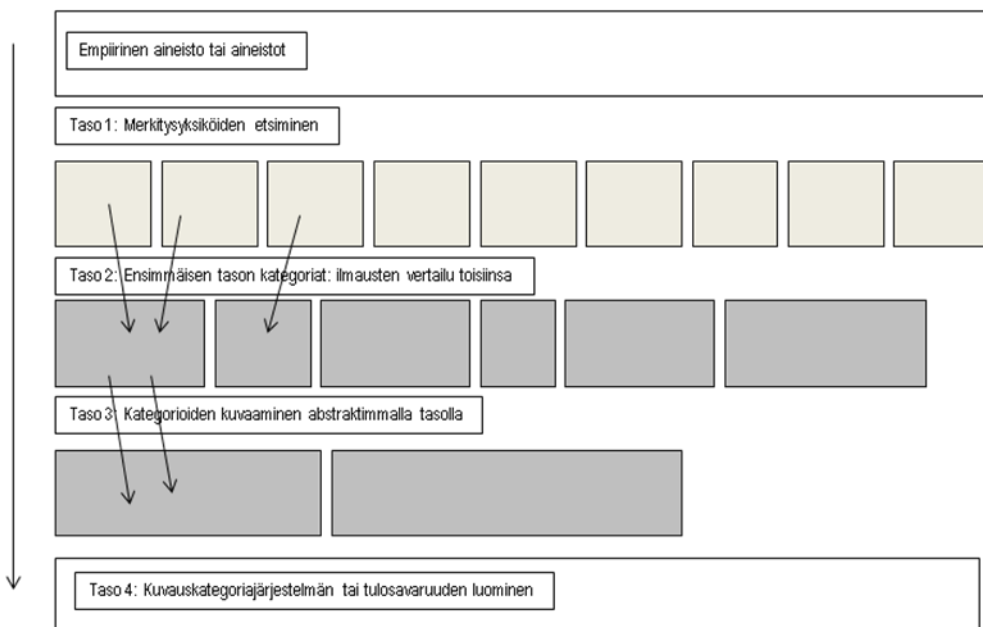 Empiirinen aineisto tai aineistot
Taso 1: Merkitysyksiköiden etsiminen
Taso 2: Ensimmäisen tason kategoriat: ilmausten vertailu toisiinsa
Taso 3: Kategorioiden kuvaaminen abstraktimmalla tasolla
Taso 4: Kuvauskategoriajärjestelmän tai tulosavaruuden luominen